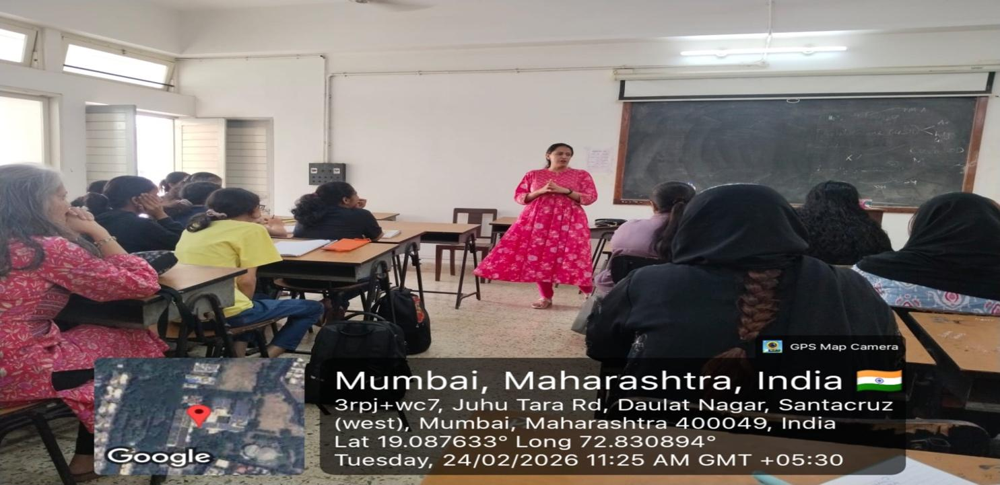 GPS Map Camera
Mumbai, Maharashtra, India 🇮🇳
3rpj+wc7, Juhu Tara Rd, Daulat Nagar, Santacruz
(west), Mumbai, Maharashtra 400049, India
Lat 19.087633° Long 72.830894°
Tuesday, 24/02/2026 11:25 AM GMT +05:30
Google